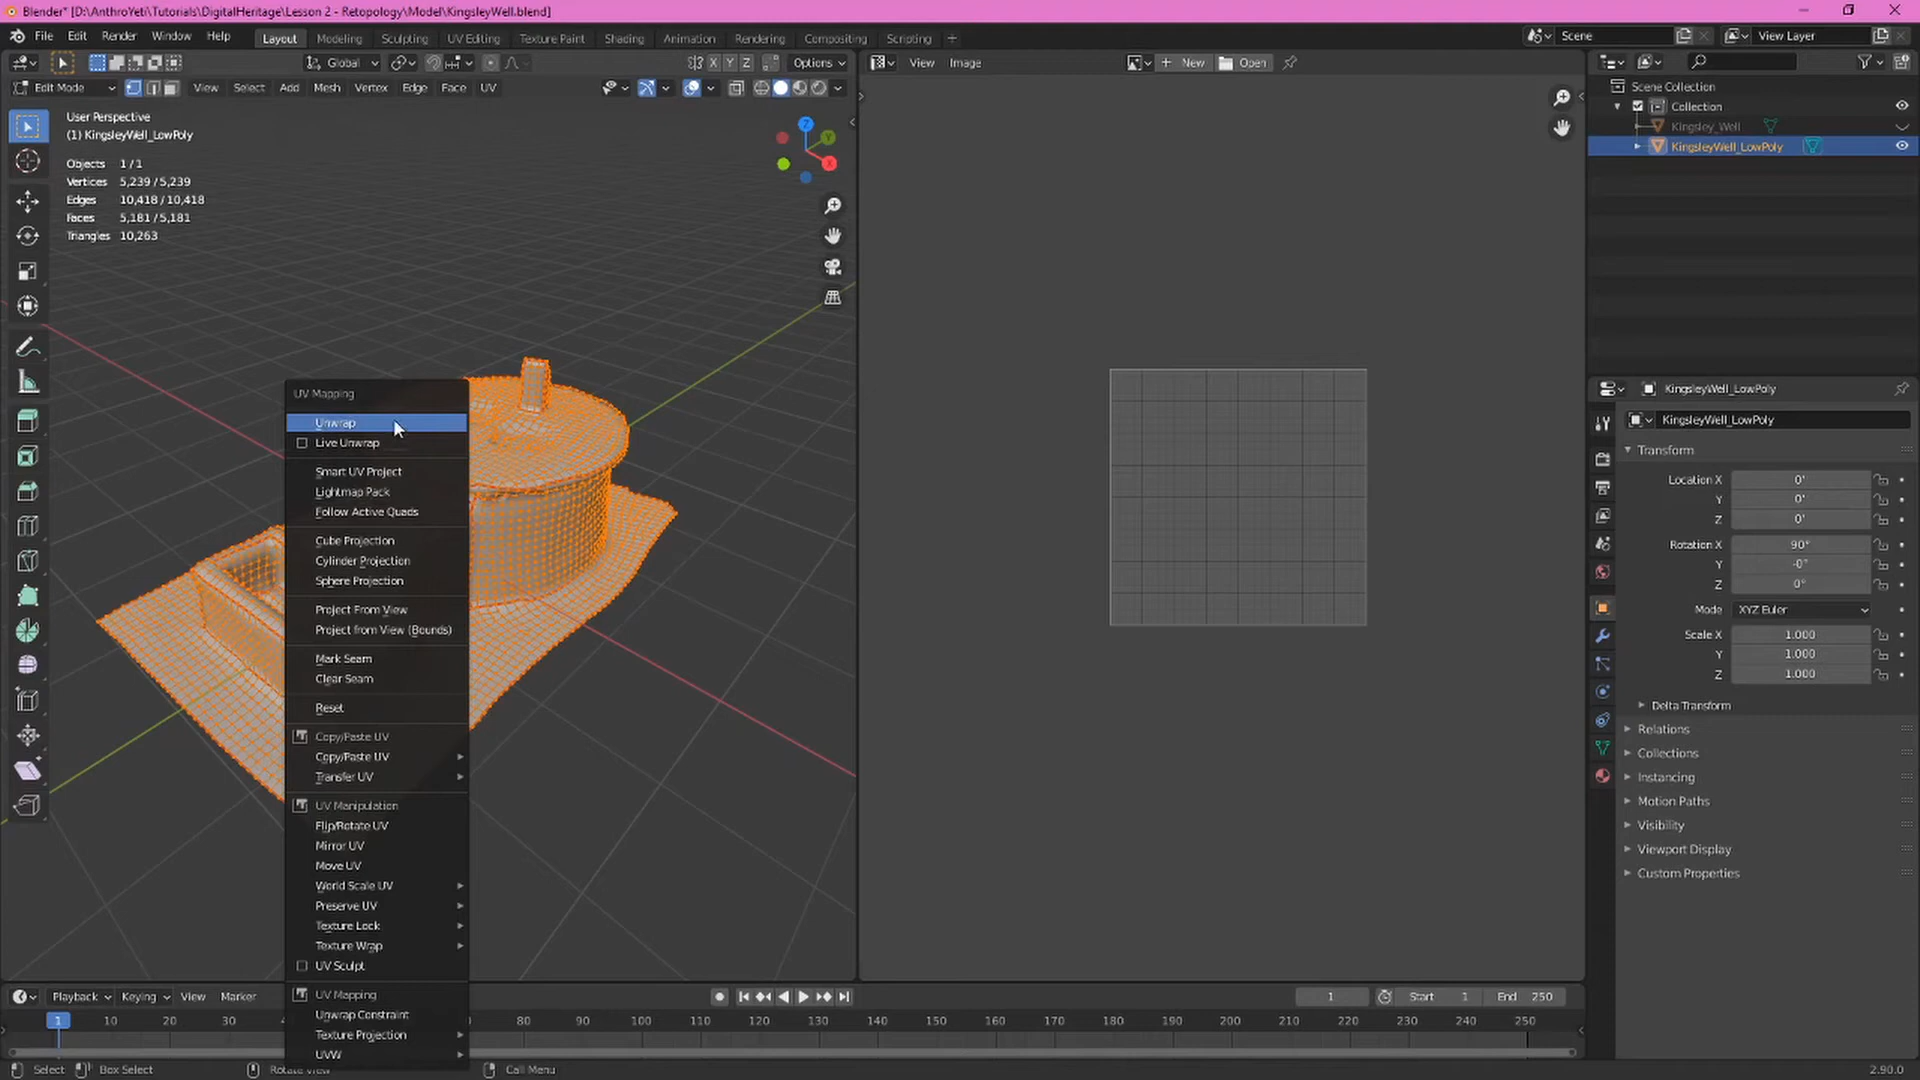 Blender* [D:\AnthroYeti\Tutorials\DigitalHeritage\Lesson 2 - Retopology\Model\KingsleyWell.blend]
File Edit Render Window Help Layout Modeling Sculpting UV Editing Texture Paint Shading Animation Rendering Compositing Scripting + Scene View Layer
Global X Y Z Options View Image New Open
Edit Mode View Select Add Mesh Vertex Edge Face UV
Scene Collection
Collection
Kingsley_Well
KingsleyWell_LowPoly
User Perspective
(1) KingsleyWell_LowPoly
Objects 1/1
Vertices 5,239/5,239
Edges 10,418/10,418
Faces 5,181/5,181
Triangles 10,263
Z
Y
X
UV Mapping
Unwrap
Live Unwrap
Smart UV Project
Lightmap Pack
Follow Active Quads
Cube Projection
Cylinder Projection
Sphere Projection
Project From View
Project from View (Bounds)
Mark Seam
Clear Seam
Reset
Copy/Paste UV
Copy/Paste UV
Transfer UV
UV Manipulation
Flip/Rotate UV
Mirror UV
Move UV
World Scale UV
Preserve UV
Texture Lock
Texture Wrap
UV Sculpt
UV Mapping
Unwrap Constraint
Texture Projection
UVW
KingsleyWell_LowPoly
KingsleyWell_LowPoly
Transform
Location X 0'
Y 0'
Z 0'
Rotation X 90°
Y -0°
Z 0°
Mode XYZ Euler
Scale X 1.000
Y 1.000
Z 1.000
Delta Transform
Relations
Collections
Instancing
Motion Paths
Visibility
Viewport Display
Custom Properties
Playback Keying View Marker 1 Start 1 End 250
1 10 20 30 80 90 100 110 120 130 140 150 160 170 180 190 200 210 220 230 240 250
Select Box Select Rotate View Call Menu 2.90.0